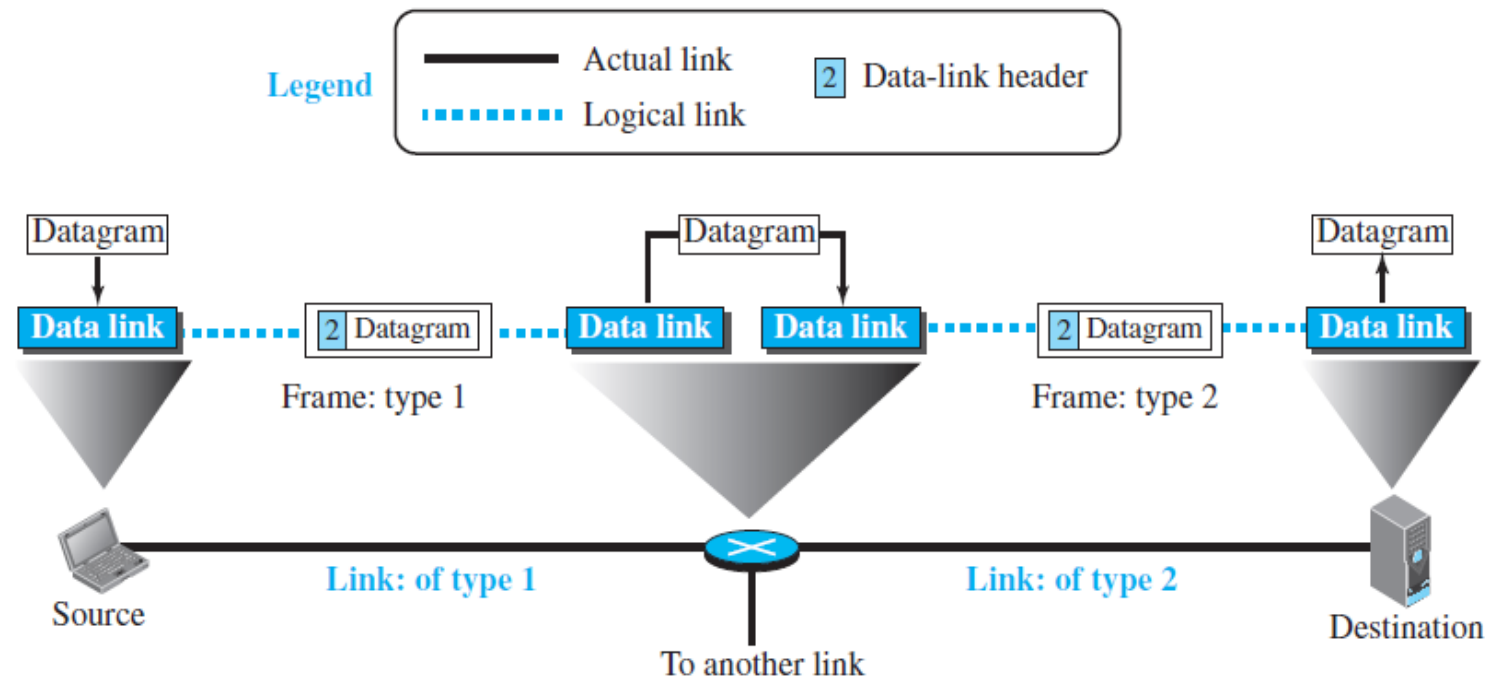 Legend
Actual link
2 Data-link header
Logical link
Datagram
Datagram
Datagram
Data link
2 Datagram
Data link
Data link
2 Datagram
Data link
Frame: type 1
Frame: type 2
Link: of type 1
Link: of type 2
Source
Destination
To another link